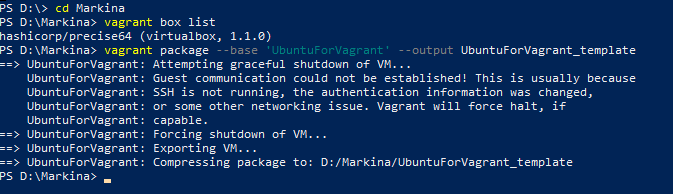 PS D:\> cd Markina
PS D:\Markina> vagrant box list
hashicorp/precise64 (virtualbox, 1.1.0)
PS D:\Markina> vagrant package --base 'UbuntuForVagrant' --output UbuntuForVagrant_template
==> UbuntuForVagrant: Attempting graceful shutdown of VM...
    UbuntuForVagrant: Guest communication could not be established! This is usually because
    UbuntuForVagrant: SSH is not running, the authentication information was changed,
    UbuntuForVagrant: or some other networking issue. Vagrant will force halt, if
    UbuntuForVagrant: capable.
==> UbuntuForVagrant: Forcing shutdown of VM...
==> UbuntuForVagrant: Exporting VM...
==> UbuntuForVagrant: Compressing package to: D:/Markina/UbuntuForVagrant_template
PS D:\Markina> _